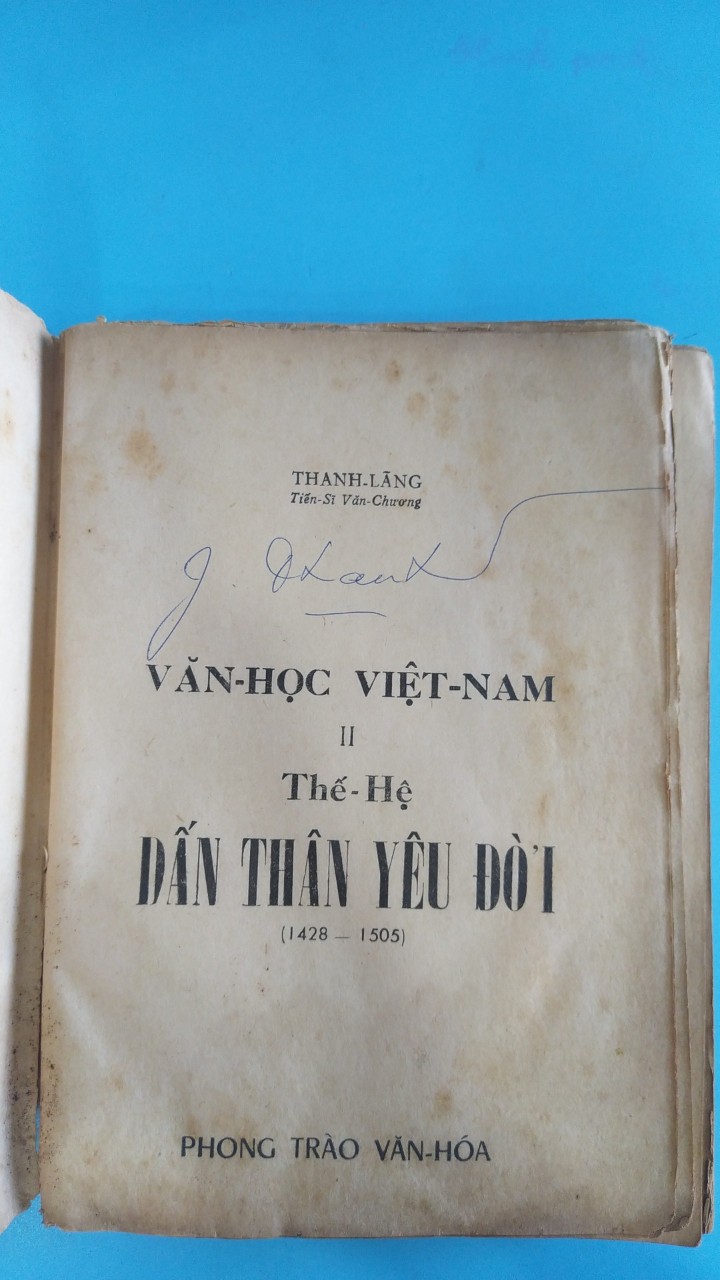 THANH-LÃNG
Tiến-Sĩ Văn-Chương
VĂN-HỌC VIỆT-NAM
II
Thế-Hệ
DẤN THÂN YÊU ĐỜI
(1428 — 1505)
PHONG TRÀO VĂN-HÓA